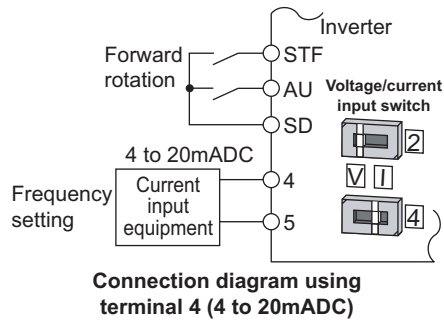 Inverter
Forward
rotation
STF
AU
SD
Voltage/current
input switch
2
V I
4
4 to 20mADC
Frequency
setting
Current
input
equipment
4
5
Connection diagram using
terminal 4 (4 to 20mADC)